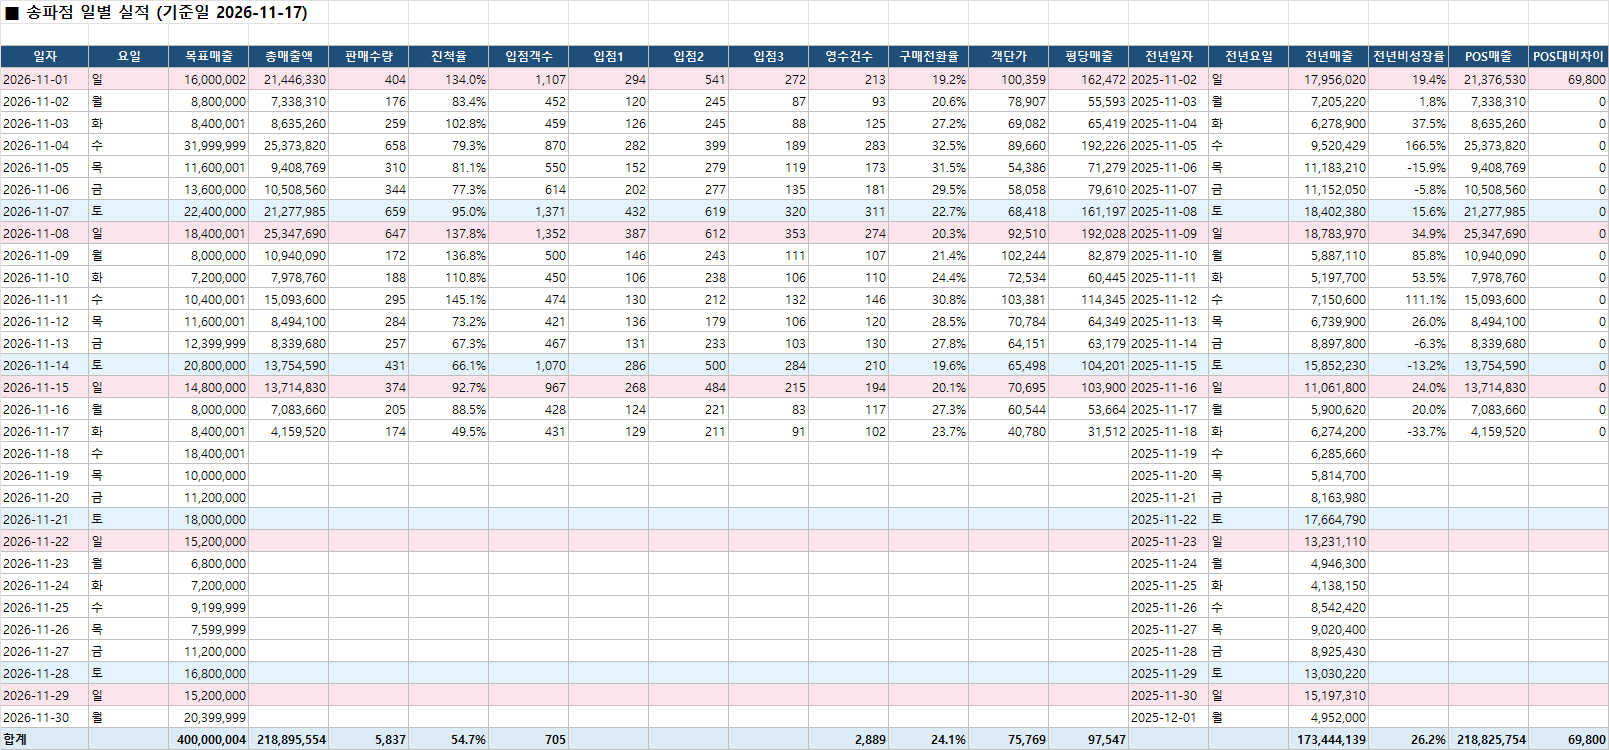 ■ 송파점 일별 실적 (기준일 2026-11-17)
일자 요일 목표매출 총매출액 판매수량 진척율 입점객수 입점1 입점2 입점3 영수건수 구매전환율 객단가 평당매출 전년일자 전년요일 전년매출 전년비성장률 POS매출 POS대비차이
2026-11-01 일 16,000,002 21,446,330 404 134.0% 1,107 294 541 272 213 19.2% 100,359 162,472 2025-11-02 일 17,956,020 19.4% 21,376,530 69,800
2026-11-02 월 8,800,000 7,338,310 176 83.4% 452 120 245 87 93 20.6% 78,907 55,593 2025-11-03 월 7,205,220 1.8% 7,338,310 0
2026-11-03 화 8,400,001 8,635,260 259 102.8% 459 126 245 88 125 27.2% 69,082 65,419 2025-11-04 화 6,278,900 37.5% 8,635,260 0
2026-11-04 수 31,999,999 25,373,820 658 79.3% 870 282 399 189 283 32.5% 89,660 192,226 2025-11-05 수 9,520,429 166.5% 25,373,820 0
2026-11-05 목 11,600,001 9,408,769 310 81.1% 550 152 279 119 173 31.5% 54,386 71,279 2025-11-06 목 11,183,210 -15.9% 9,408,769 0
2026-11-06 금 13,600,000 10,508,560 344 77.3% 614 202 277 135 181 29.5% 58,058 79,610 2025-11-07 금 11,152,050 -5.8% 10,508,560 0
2026-11-07 토 22,400,000 21,277,985 659 95.0% 1,371 432 619 320 311 22.7% 68,418 161,197 2025-11-08 토 18,402,380 15.6% 21,277,985 0
2026-11-08 일 18,400,001 25,347,690 647 137.8% 1,352 387 612 353 274 20.3% 92,510 192,028 2025-11-09 일 18,783,970 34.9% 25,347,690 0
2026-11-09 월 8,000,000 10,940,090 172 136.8% 500 146 243 111 107 21.4% 102,244 82,879 2025-11-10 월 5,887,110 85.8% 10,940,090 0
2026-11-10 화 7,200,000 7,978,760 188 110.8% 450 106 238 106 110 24.4% 72,534 60,445 2025-11-11 화 5,197,700 53.5% 7,978,760 0
2026-11-11 수 10,400,001 15,093,600 295 145.1% 474 130 212 132 146 30.8% 103,381 114,345 2025-11-12 수 7,150,600 111.1% 15,093,600 0
2026-11-12 목 11,600,001 8,494,100 284 73.2% 421 136 179 106 120 28.5% 70,784 64,349 2025-11-13 목 6,739,900 26.0% 8,494,100 0
2026-11-13 금 12,399,999 8,339,680 257 67.3% 467 131 233 103 130 27.8% 64,151 63,179 2025-11-14 금 8,897,800 -6.3% 8,339,680 0
2026-11-14 토 20,800,000 13,754,590 431 66.1% 1,070 286 500 284 210 19.6% 65,498 104,201 2025-11-15 토 15,852,230 -13.2% 13,754,590 0
2026-11-15 일 14,800,000 13,714,830 374 92.7% 967 268 484 215 194 20.1% 70,695 103,900 2025-11-16 일 11,061,800 24.0% 13,714,830 0
2026-11-16 월 8,000,000 7,083,660 205 88.5% 428 124 221 83 117 27.3% 60,544 53,664 2025-11-17 월 5,900,620 20.0% 7,083,660 0
2026-11-17 화 8,400,001 4,159,520 174 49.5% 431 129 211 91 102 23.7% 40,780 31,512 2025-11-18 화 6,274,200 -33.7% 4,159,520 0
2026-11-18 수 18,400,001 2025-11-19 수 6,285,660
2026-11-19 목 10,000,000 2025-11-20 목 5,814,700
2026-11-20 금 11,200,000 2025-11-21 금 8,163,980
2026-11-21 토 18,000,000 2025-11-22 토 17,664,790
2026-11-22 일 15,200,000 2025-11-23 일 13,231,110
2026-11-23 월 6,800,000 2025-11-24 월 4,946,300
2026-11-24 화 7,200,000 2025-11-25 화 4,138,150
2026-11-25 수 9,199,999 2025-11-26 수 8,542,420
2026-11-26 목 7,599,999 2025-11-27 목 9,020,400
2026-11-27 금 11,200,000 2025-11-28 금 8,925,430
2026-11-28 토 16,800,000 2025-11-29 토 13,030,220
2026-11-29 일 15,200,000 2025-11-30 일 15,197,310
2026-11-30 월 20,399,999 2025-12-01 월 4,952,000
합계 400,000,004 218,895,554 5,837 54.7% 705 2,889 24.1% 75,769 97,547 173,444,139 26.2% 218,825,754 69,800